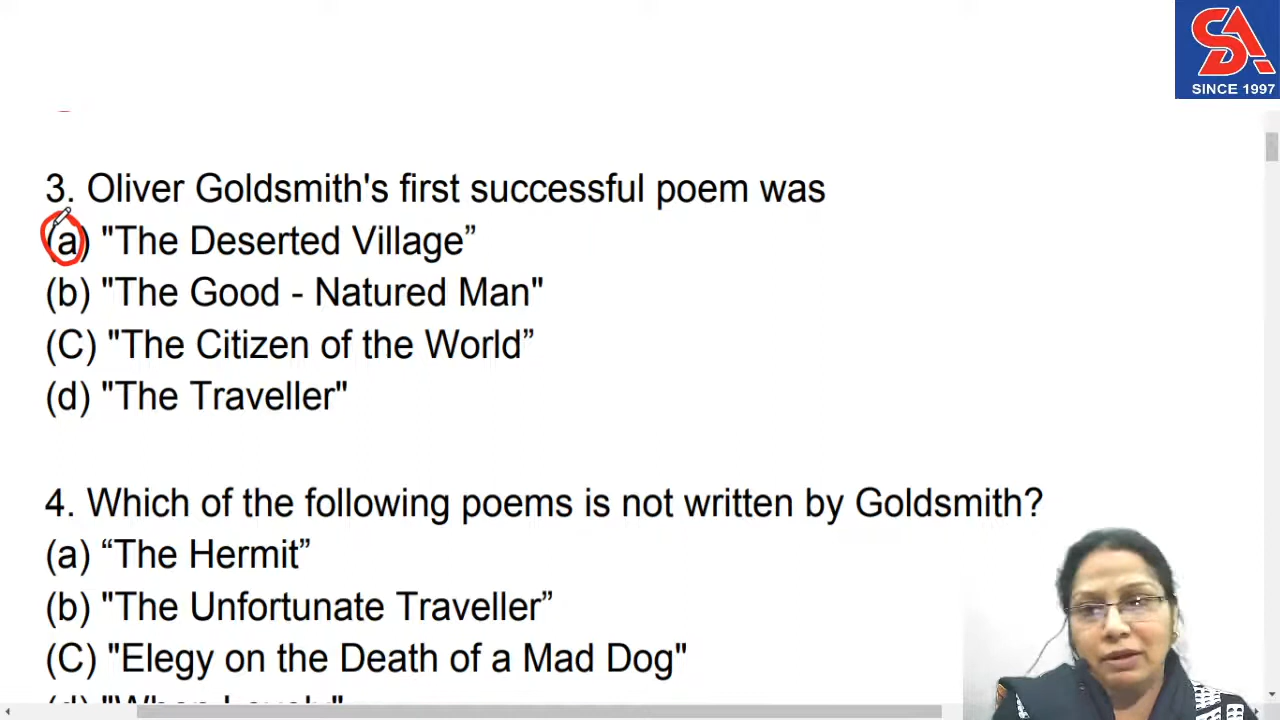 SA
SINCE 1997
3. Oliver Goldsmith's first successful poem was
(a) "The Deserted Village”
(b) "The Good - Natured Man"
(C) "The Citizen of the World”
(d) "The Traveller"
4. Which of the following poems is not written by Goldsmith?
(a) “The Hermit”
(b) "The Unfortunate Traveller”
(C) "Elegy on the Death of a Mad Dog"